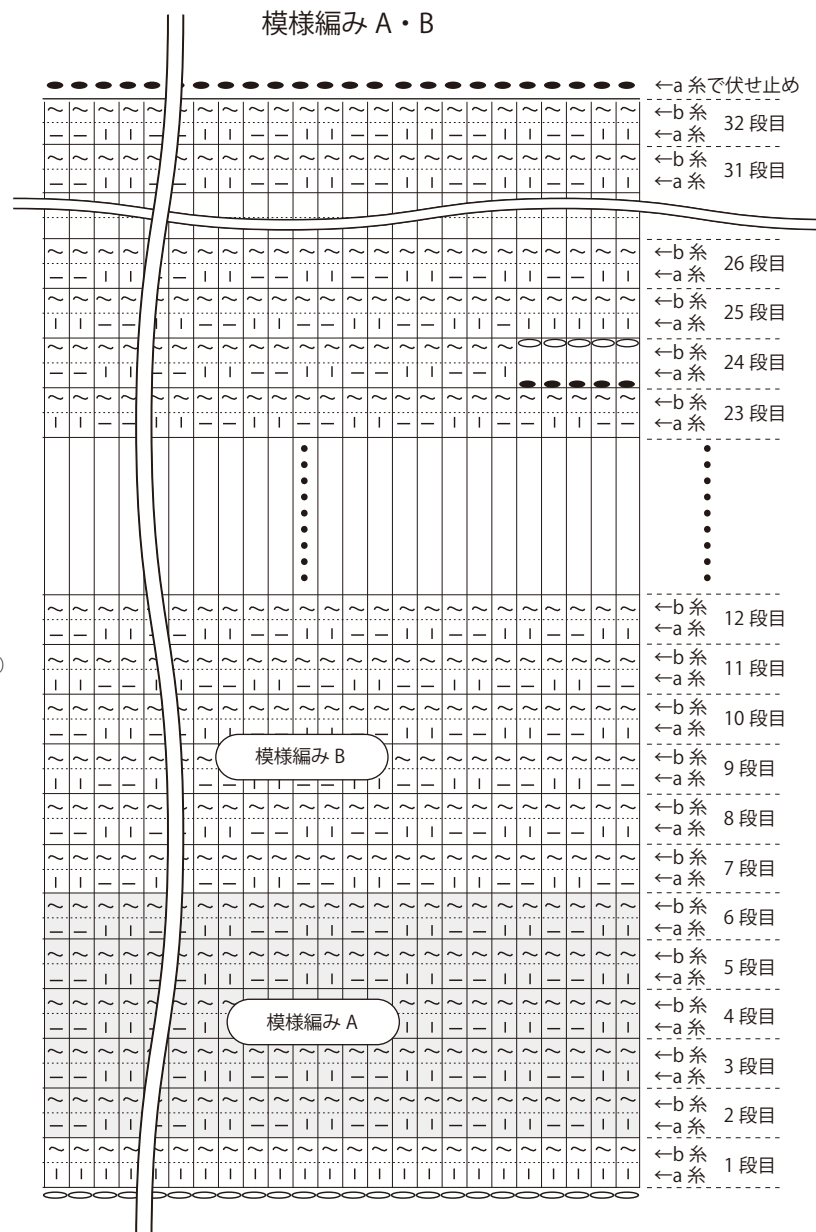 模様編み A・B
←a 糸で伏せ止め
←b 糸
←a 糸
32 段目
←b 糸
←a 糸
31 段目
←b 糸
←a 糸
26 段目
←b 糸
←a 糸
25 段目
←b 糸
←a 糸
24 段目
←b 糸
←a 糸
23 段目
←b 糸
←a 糸
12 段目
←b 糸
←a 糸
11 段目
←b 糸
←a 糸
10 段目
模様編み B
←b 糸
←a 糸
9 段目
←b 糸
←a 糸
8 段目
←b 糸
←a 糸
7 段目
←b 糸
←a 糸
6 段目
←b 糸
←a 糸
5 段目
模様編み A
←b 糸
←a 糸
4 段目
←b 糸
←a 糸
3 段目
←b 糸
←a 糸
2 段目
←b 糸
←a 糸
1 段目